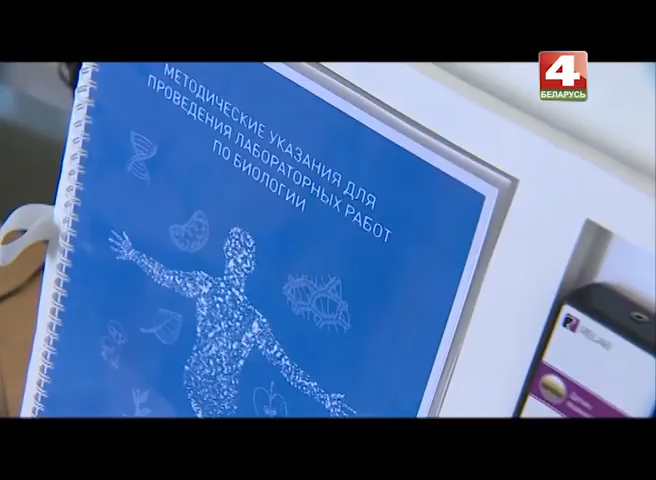 4
БЕЛАРУСЬ
МЕТОДИЧЕСКИЕ УКАЗАНИЯ ДЛЯ
ПРОВЕДЕНИЯ ЛАБОРАТОРНЫХ РАБОТ
ПО БИОЛОГИИ